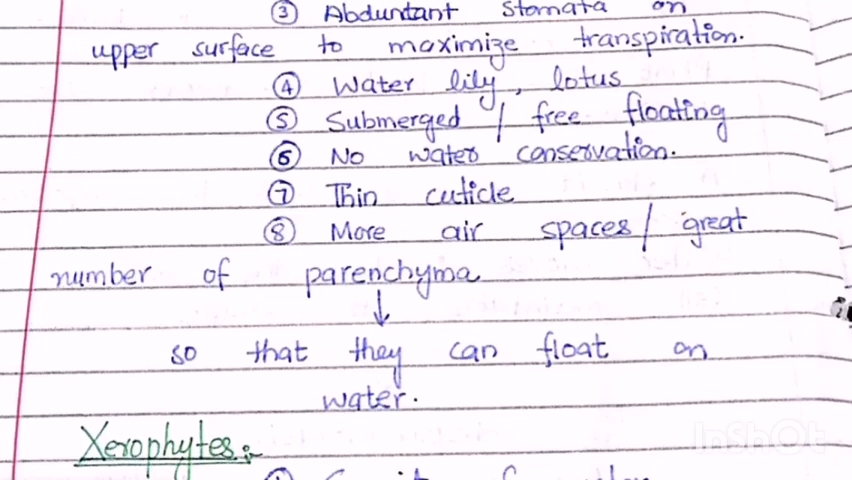 ③ Abduntant stomata on
upper surface to maximize transpiration.
④ Water lily, lotus
⑤ Submerged / free floating
⑥ No water conservation.
⑦ Thin cuticle
⑧ More air spaces/ great
number of parenchyma
↓
so that they can float on
water.
Xerophytes:-
InShOt